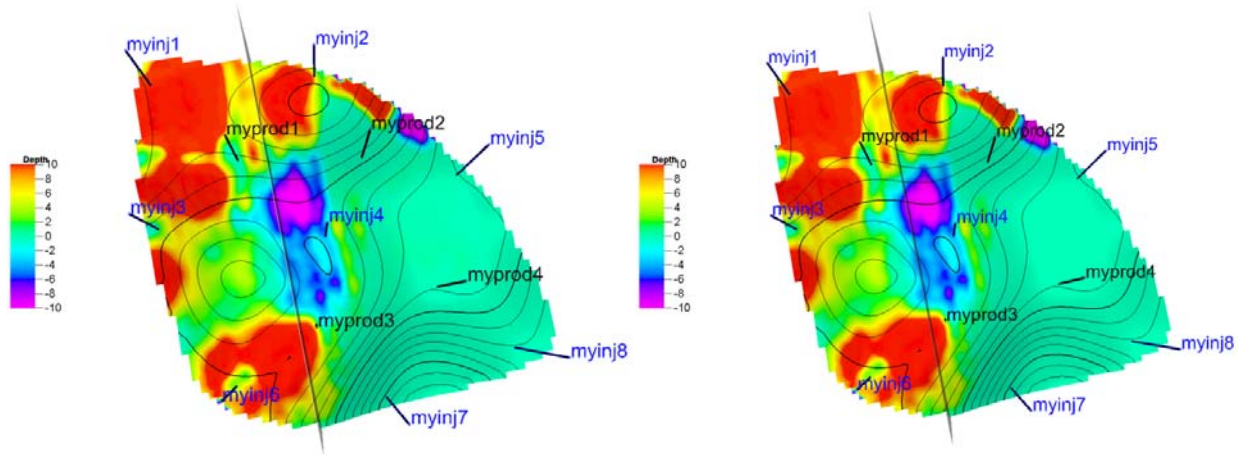 myinj1
myinj2
myprod1
myprod2
myinj5
Depth
10
8
6
4
2
0
-2
-4
-6
-8
-10
myinj3
myinj4
myprod4
myprod3
myinj8
myinj6
myinj7
myinj1
myinj2
myprod1
myprod2
myinj5
Depth
10
8
6
4
2
0
-2
-4
-6
-8
-10
myinj3
myinj4
myprod4
myprod3
myinj8
myinj6
myinj7